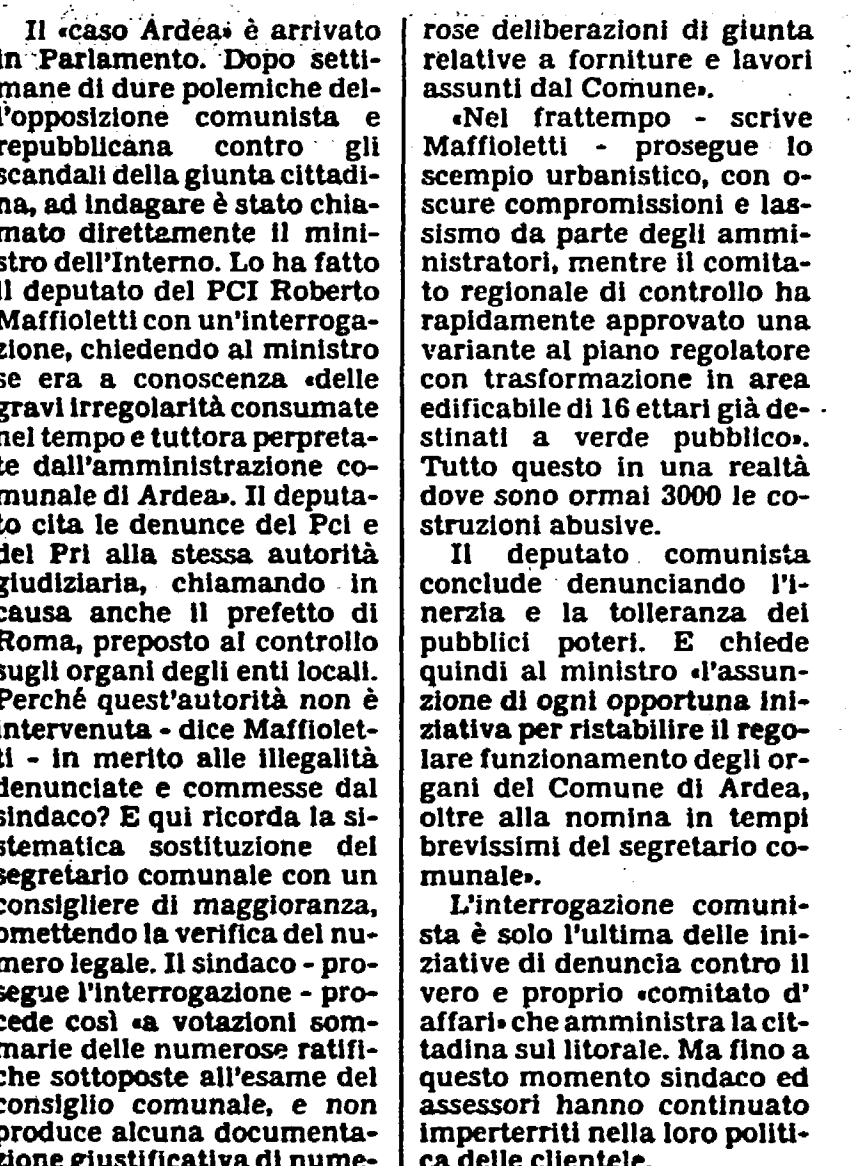 Il «caso Ardea» è arrivato
in Parlamento. Dopo setti-
mane di dure polemiche del-
l'opposizione comunista e
repubblicana contro gli
scandali della giunta cittadi-
na, ad indagare è stato chia-
mato direttamente il mini-
stro dell'Interno. Lo ha fatto
il deputato del PCI Roberto
Maffioletti con un'interroga-
zione, chiedendo al ministro
se era a conoscenza «delle
gravi irregolarità consumate
nel tempo e tuttora perpreta-
te dall'amministrazione co-
munale di Ardea». Il deputa-
to cita le denunce del Pci e
del Pri alla stessa autorità
giudiziaria, chiamando in
causa anche il prefetto di
Roma, preposto al controllo
sugli organi degli enti locali.
Perché quest'autorità non è
intervenuta - dice Maffiolet-
ti - in merito alle illegalità
denunciate e commesse dal
sindaco? E qui ricorda la si-
stematica sostituzione del
segretario comunale con un
consigliere di maggioranza,
omettendo la verifica del nu-
mero legale. Il sindaco - pro-
segue l'interrogazione - pro-
cede così «a votazioni som-
marie delle numerose ratifi-
che sottoposte all'esame del
consiglio comunale, e non
produce alcuna documenta-
zione giustificativa di nume-
rose deliberazioni di giunta
relative a forniture e lavori
assunti dal Comune».
«Nel frattempo - scrive
Maffioletti - prosegue lo
scempio urbanistico, con o-
scure compromissioni e las-
sismo da parte degli ammi-
nistratori, mentre il comita-
to regionale di controllo ha
rapidamente approvato una
variante al piano regolatore
con trasformazione in area
edificabile di 16 ettari già de-
stinati a verde pubblico».
Tutto questo in una realtà
dove sono ormai 3000 le co-
struzioni abusive.
Il deputato comunista
conclude denunciando l'i-
nerzia e la tolleranza dei
pubblici poteri. E chiede
quindi al ministro «l'assun-
zione di ogni opportuna ini-
ziativa per ristabilire il rego-
lare funzionamento degli or-
gani del Comune di Ardea,
oltre alla nomina in tempi
brevissimi del segretario co-
munale».
L'interrogazione comuni-
sta è solo l'ultima delle ini-
ziative di denuncia contro il
vero e proprio «comitato d'
affari» che amministra la cit-
tadina sul litorale. Ma fino a
questo momento sindaco ed
assessori hanno continuato
imperterriti nella loro politi-
ca delle clientele.